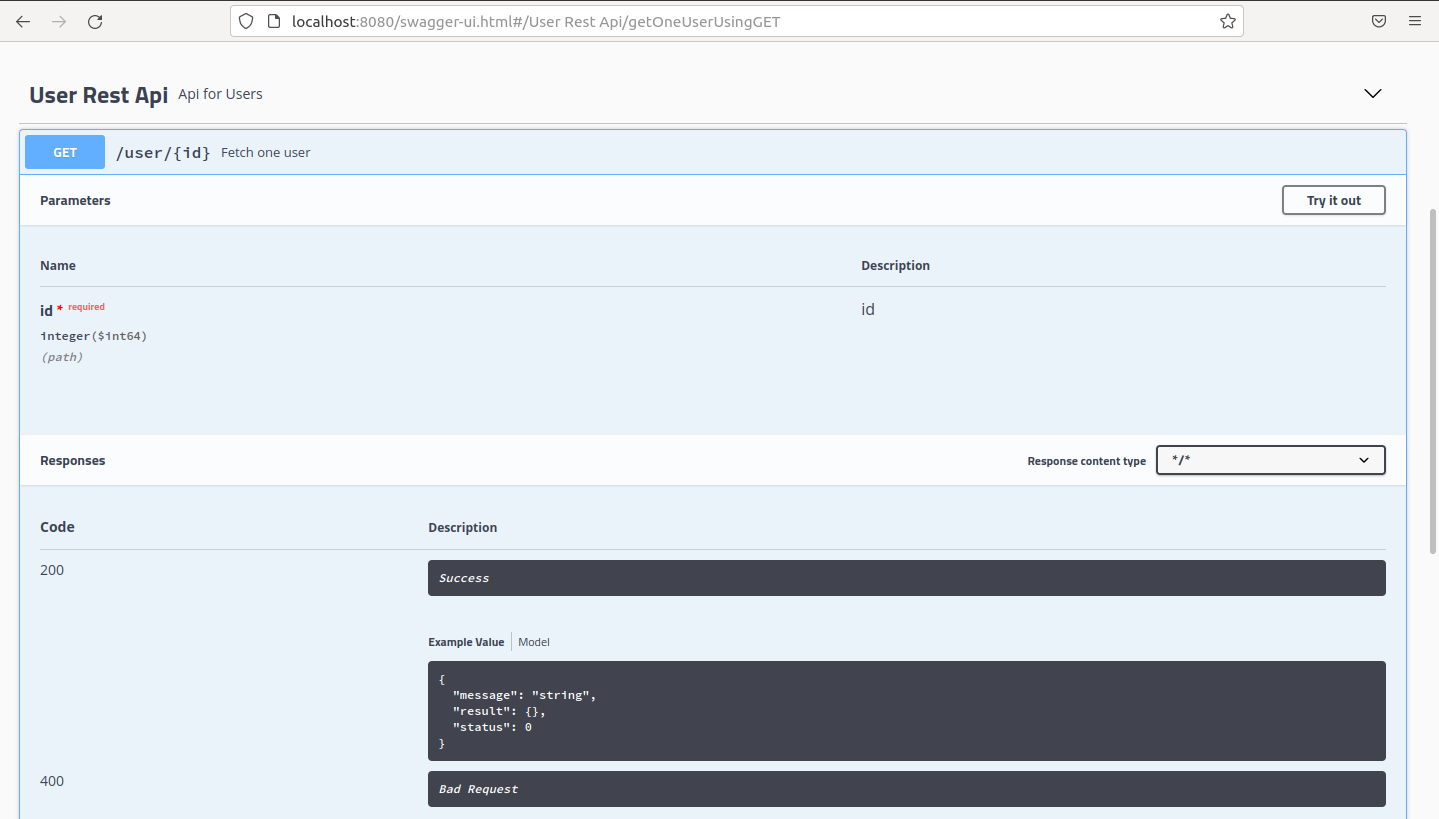 localhost:8080/swagger-ui.html#/User Rest Api/getOneUserUsingGET
User Rest Api Api for Users
GET /user/{id} Fetch one user
Parameters Try it out
Name Description
id * required id
integer($int64)
(path)
Responses Response content type */*
Code Description
200 Success
Example Value Model
{
"message": "string",
"result": {},
"status": 0
}
400 Bad Request